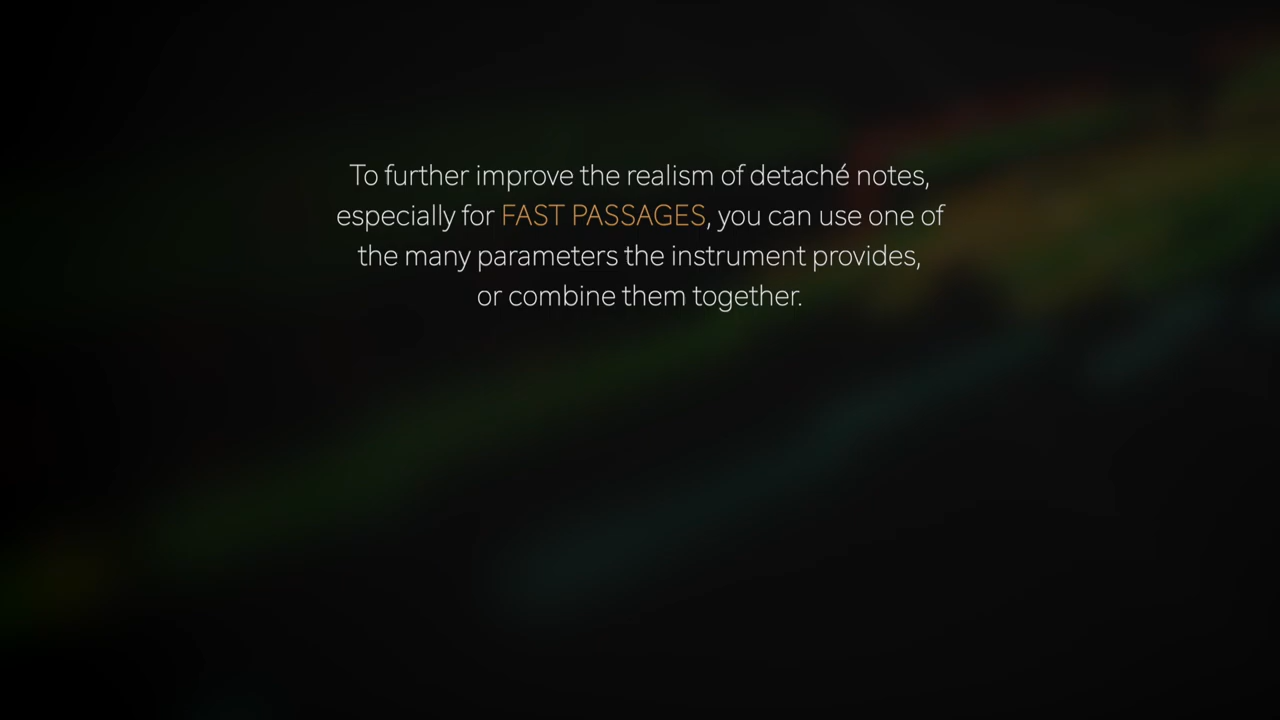 To further improve the realism of detaché notes,
especially for FAST PASSAGES, you can use one of
the many parameters the instrument provides,
or combine them together.